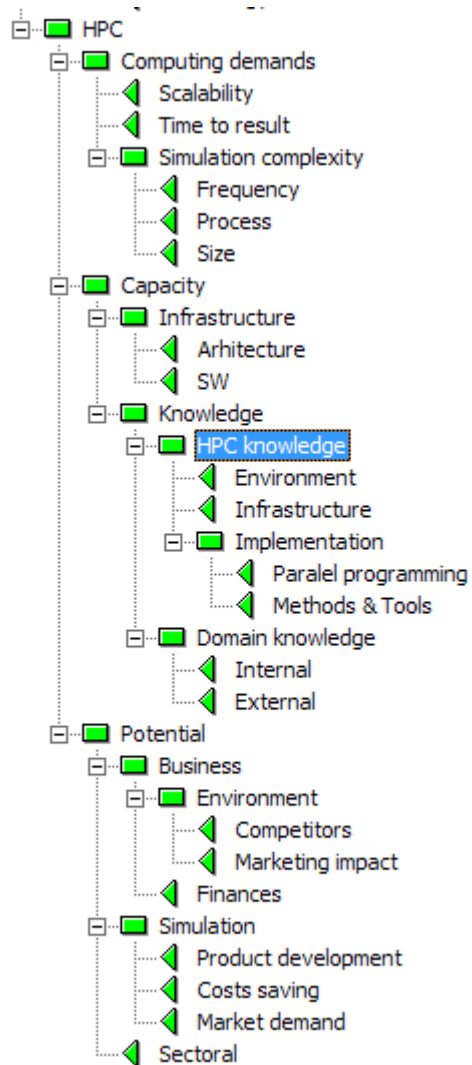 HPC
Computing demands
Scalability
Time to result
Simulation complexity
Frequency
Process
Size
Capacity
Infrastructure
Arhitecture
SW
Knowledge
HPC knowledge
Environment
Infrastructure
Implementation
Paralel programming
Methods & Tools
Domain knowledge
Internal
External
Potential
Business
Environment
Competitors
Marketing impact
Finances
Simulation
Product development
Costs saving
Market demand
Sectoral